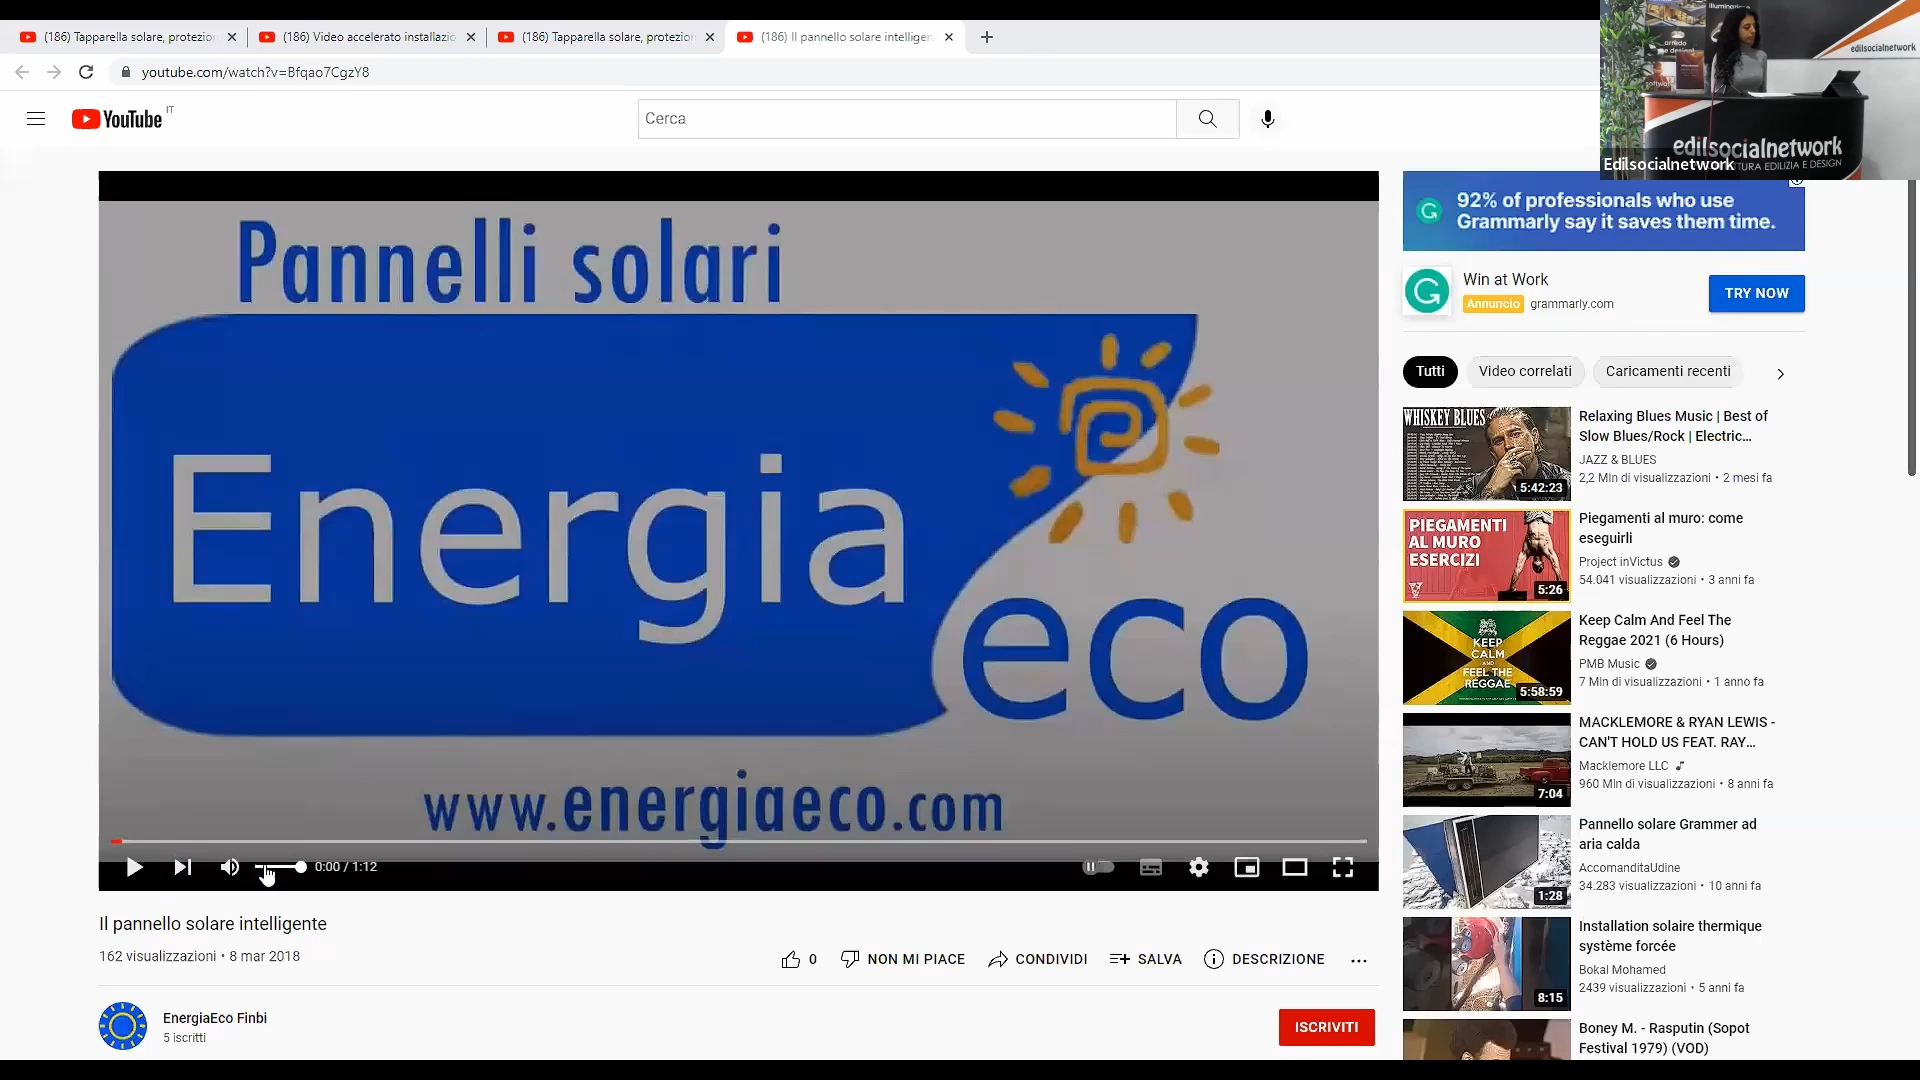 (186) Tapparella solare, protezion
(186) Video accelerato installazio
(186) Tapparella solare, protezion
(186) Il pannello solare intelligen
youtube.com/watch?v=Bfqao7CgzY8
YouTube IT
Cerca
illuminazione
edilsocialnetwork
edilsocialnetwork
Edilsocialnetwork
TURA EDILIZIA E DESIGN
Pannelli solari
Energia
eco
www.energiaeco.com
0:00 / 1:12
Il pannello solare intelligente
162 visualizzazioni • 8 mar 2018
0
NON MI PIACE
CONDIVIDI
SALVA
DESCRIZIONE
EnergiaEco Finbi
5 iscritti
ISCRIVITI
92% of professionals who use
Grammarly say it saves them time.
Win at Work
Annuncio grammarly.com
TRY NOW
Tutti
Video correlati
Caricamenti recenti
WHISKEY BLUES
5:42:23
Relaxing Blues Music | Best of
Slow Blues/Rock | Electric...
JAZZ & BLUES
2,2 Mln di visualizzazioni • 2 mesi fa
PIEGAMENTI
AL MURO
ESERCIZI
5:26
Piegamenti al muro: come
eseguirli
Project inVictus
54.041 visualizzazioni • 3 anni fa
KEEP
CALM
AND
FEEL THE
REGGAE
5:58:59
Keep Calm And Feel The
Reggae 2021 (6 Hours)
PMB Music
7 Mln di visualizzazioni • 1 anno fa
7:04
MACKLEMORE & RYAN LEWIS -
CAN'T HOLD US FEAT. RAY...
Macklemore LLC
960 Mln di visualizzazioni • 8 anni fa
1:28
Pannello solare Grammer ad
aria calda
AccomanditaUdine
34.283 visualizzazioni • 10 anni fa
8:15
Installation solaire thermique
système forcée
Bokal Mohamed
2439 visualizzazioni • 5 anni fa
Boney M. - Rasputin (Sopot
Festival 1979) (VOD)